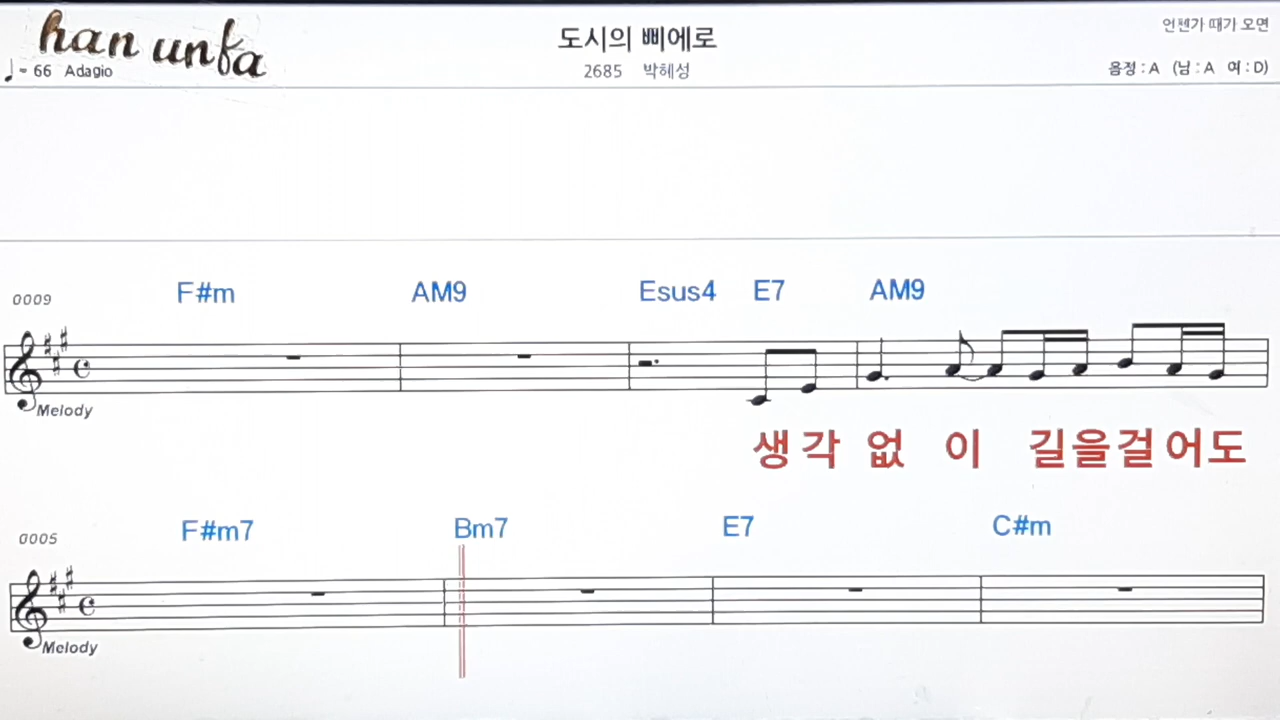 han unfa
♩= 66 Adagio
도시의 삐에로
2685 박혜성
언젠가 때가 오면
음정 : A (남 : A 여 : D)
0009 F#m AM9 Esus4 E7 AM9
Melody
생각 없 이 길을걸어도
0005 F#m7 Bm7 E7 C#m
Melody